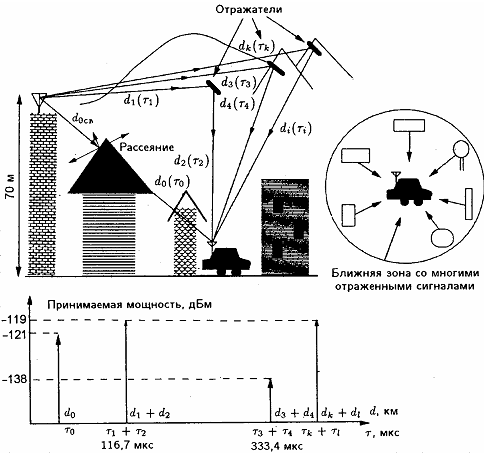 Отражатели
d_k(τ_k)
d_3(τ_3)
d_1(τ_1)
d_4(τ_4)
d_i(τ_i)
Рассеяние
d_2(τ_2)
d_0(τ_0)
70 м
Ближняя зона со многими
отраженными сигналами
Принимаемая мощность, дБм
-119
-121
-138
d_0 d_1 + d_2 d_3 + d_4 d_k + d_l d, км
τ_0 τ_1 + τ_2 τ_3 + τ_4 τ_k + τ_l τ, мкс
116,7 мкс 333,4 мкс